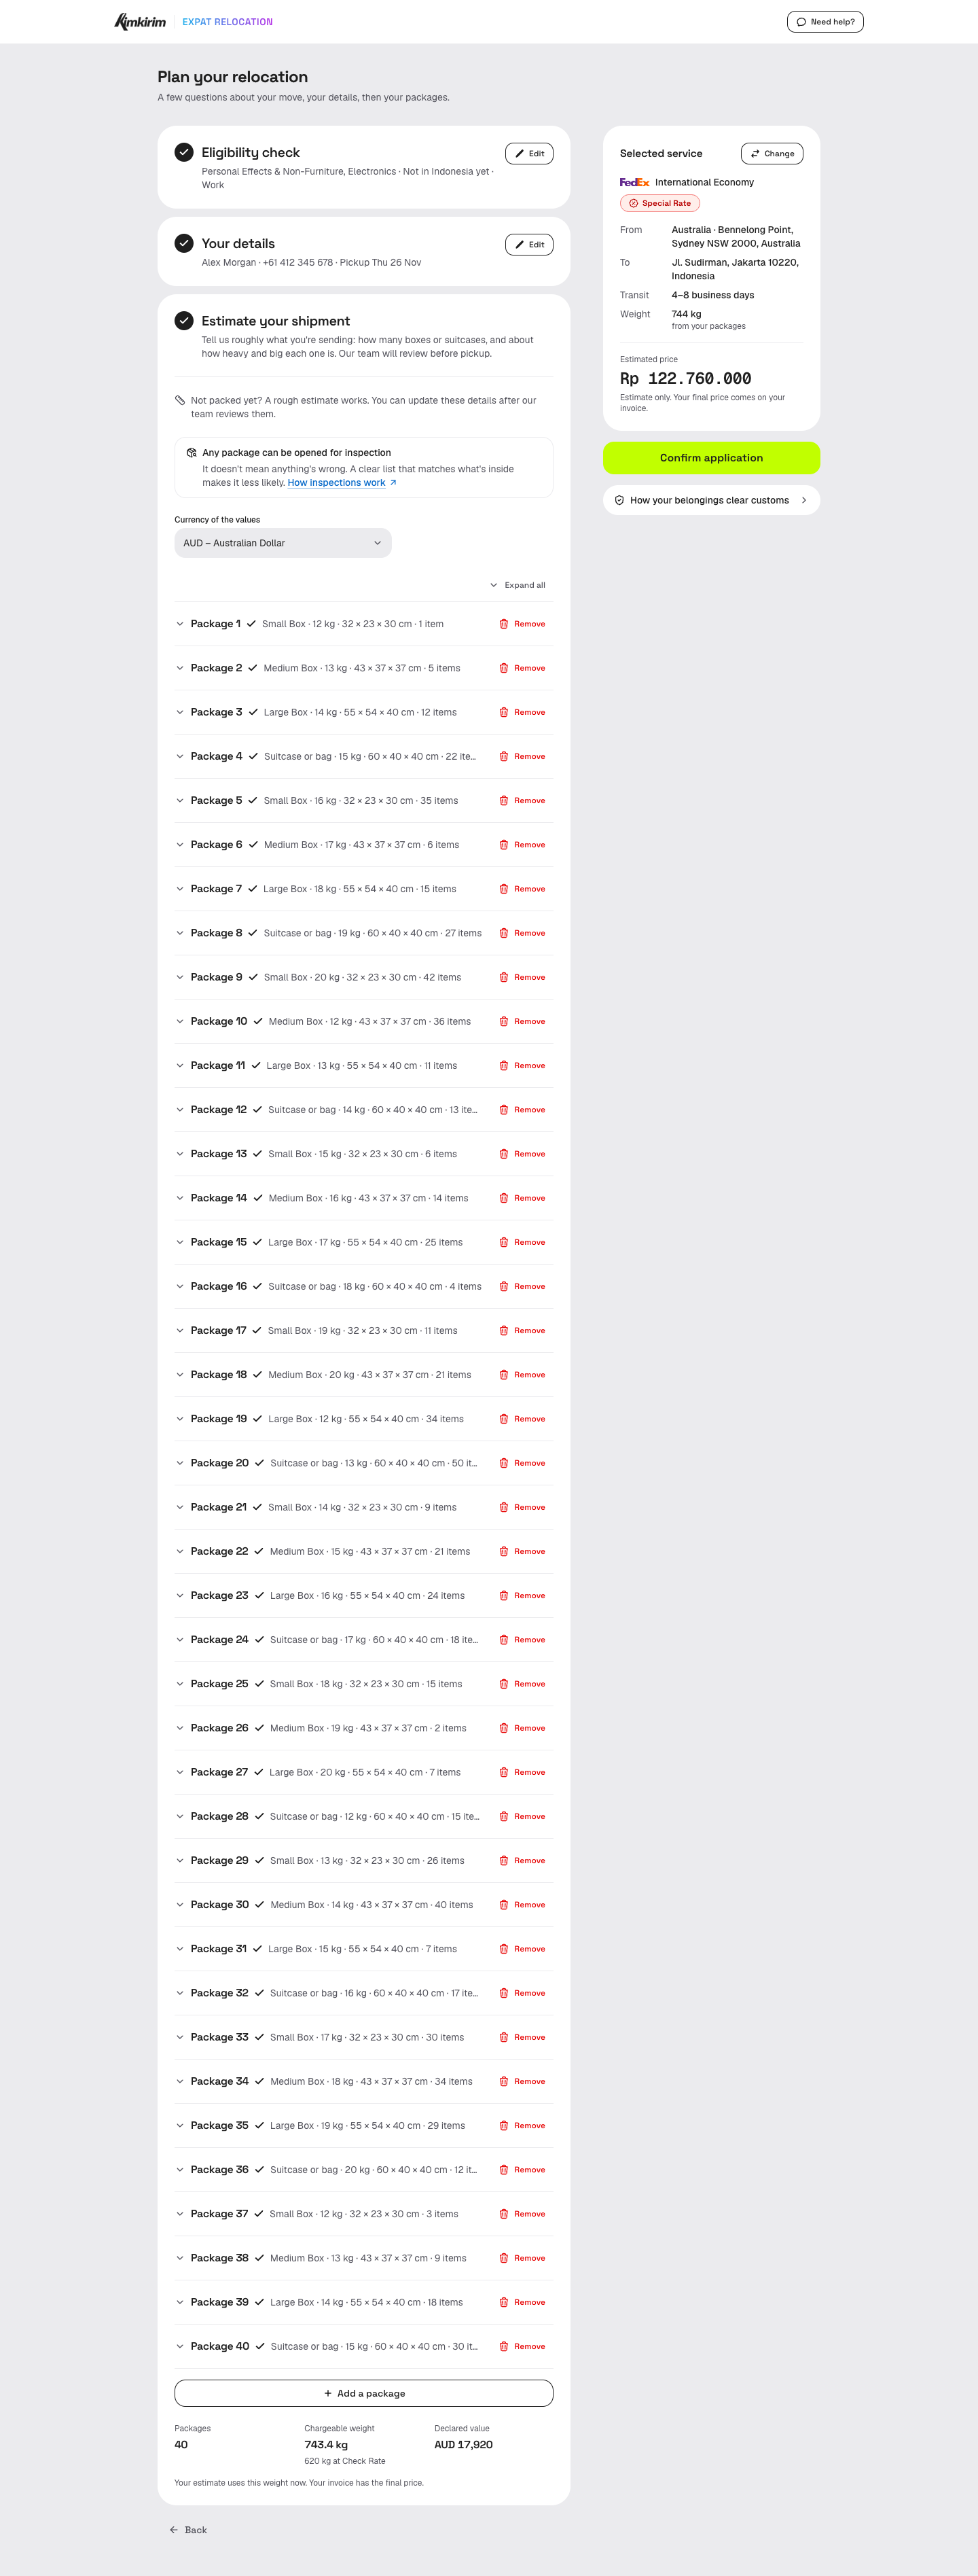 Kimkirim
EXPAT RELOCATION
Need help?
Plan your relocation
A few questions about your move, your details, then your packages.
Eligibility check
Edit
Personal Effects & Non-Furniture, Electronics · Not in Indonesia yet ·
Work
Your details
Edit
Alex Morgan · +61 412 345 678 · Pickup Thu 26 Nov
Estimate your shipment
Tell us roughly what you're sending: how many boxes or suitcases, and about
how heavy and big each one is. Our team will review before pickup.
Not packed yet? A rough estimate works. You can update these details after our
team reviews them.
Any package can be opened for inspection
It doesn't mean anything's wrong. A clear list that matches what's inside
makes it less likely. How inspections work
Currency of the values
AUD – Australian Dollar
Expand all
Package 1 Small Box · 12 kg · 32 × 23 × 30 cm · 1 item Remove
Package 2 Medium Box · 13 kg · 43 × 37 × 37 cm · 5 items Remove
Package 3 Large Box · 14 kg · 55 × 54 × 40 cm · 12 items Remove
Package 4 Suitcase or bag · 15 kg · 60 × 40 × 40 cm · 22 ite... Remove
Package 5 Small Box · 16 kg · 32 × 23 × 30 cm · 35 items Remove
Package 6 Medium Box · 17 kg · 43 × 37 × 37 cm · 6 items Remove
Package 7 Large Box · 18 kg · 55 × 54 × 40 cm · 15 items Remove
Package 8 Suitcase or bag · 19 kg · 60 × 40 × 40 cm · 27 items Remove
Package 9 Small Box · 20 kg · 32 × 23 × 30 cm · 42 items Remove
Package 10 Medium Box · 12 kg · 43 × 37 × 37 cm · 36 items Remove
Package 11 Large Box · 13 kg · 55 × 54 × 40 cm · 11 items Remove
Package 12 Suitcase or bag · 14 kg · 60 × 40 × 40 cm · 13 ite... Remove
Package 13 Small Box · 15 kg · 32 × 23 × 30 cm · 6 items Remove
Package 14 Medium Box · 16 kg · 43 × 37 × 37 cm · 14 items Remove
Package 15 Large Box · 17 kg · 55 × 54 × 40 cm · 25 items Remove
Package 16 Suitcase or bag · 18 kg · 60 × 40 × 40 cm · 4 items Remove
Package 17 Small Box · 19 kg · 32 × 23 × 30 cm · 11 items Remove
Package 18 Medium Box · 20 kg · 43 × 37 × 37 cm · 21 items Remove
Package 19 Large Box · 12 kg · 55 × 54 × 40 cm · 34 items Remove
Package 20 Suitcase or bag · 13 kg · 60 × 40 × 40 cm · 50 it... Remove
Package 21 Small Box · 14 kg · 32 × 23 × 30 cm · 9 items Remove
Package 22 Medium Box · 15 kg · 43 × 37 × 37 cm · 21 items Remove
Package 23 Large Box · 16 kg · 55 × 54 × 40 cm · 24 items Remove
Package 24 Suitcase or bag · 17 kg · 60 × 40 × 40 cm · 18 ite... Remove
Package 25 Small Box · 18 kg · 32 × 23 × 30 cm · 15 items Remove
Package 26 Medium Box · 19 kg · 43 × 37 × 37 cm · 2 items Remove
Package 27 Large Box · 20 kg · 55 × 54 × 40 cm · 7 items Remove
Package 28 Suitcase or bag · 12 kg · 60 × 40 × 40 cm · 15 ite... Remove
Package 29 Small Box · 13 kg · 32 × 23 × 30 cm · 26 items Remove
Package 30 Medium Box · 14 kg · 43 × 37 × 37 cm · 40 items Remove
Package 31 Large Box · 15 kg · 55 × 54 × 40 cm · 7 items Remove
Package 32 Suitcase or bag · 16 kg · 60 × 40 × 40 cm · 17 ite... Remove
Package 33 Small Box · 17 kg · 32 × 23 × 30 cm · 30 items Remove
Package 34 Medium Box · 18 kg · 43 × 37 × 37 cm · 34 items Remove
Package 35 Large Box · 19 kg · 55 × 54 × 40 cm · 29 items Remove
Package 36 Suitcase or bag · 20 kg · 60 × 40 × 40 cm · 12 it... Remove
Package 37 Small Box · 12 kg · 32 × 23 × 30 cm · 3 items Remove
Package 38 Medium Box · 13 kg · 43 × 37 × 37 cm · 9 items Remove
Package 39 Large Box · 14 kg · 55 × 54 × 40 cm · 18 items Remove
Package 40 Suitcase or bag · 15 kg · 60 × 40 × 40 cm · 30 it... Remove
Add a package
Packages Chargeable weight Declared value
40 743.4 kg AUD 17,920
620 kg at Check Rate
Your estimate uses this weight now. Your invoice has the final price.
Back
Selected service
Change
FedEx International Economy
Special Rate
From Australia · Bennelong Point,
Sydney NSW 2000, Australia
To Jl. Sudirman, Jakarta 10220,
Indonesia
Transit 4–8 business days
Weight 744 kg
from your packages
Estimated price
Rp 122.760.000
Estimate only. Your final price comes on your
invoice.
Confirm application
How your belongings clear customs